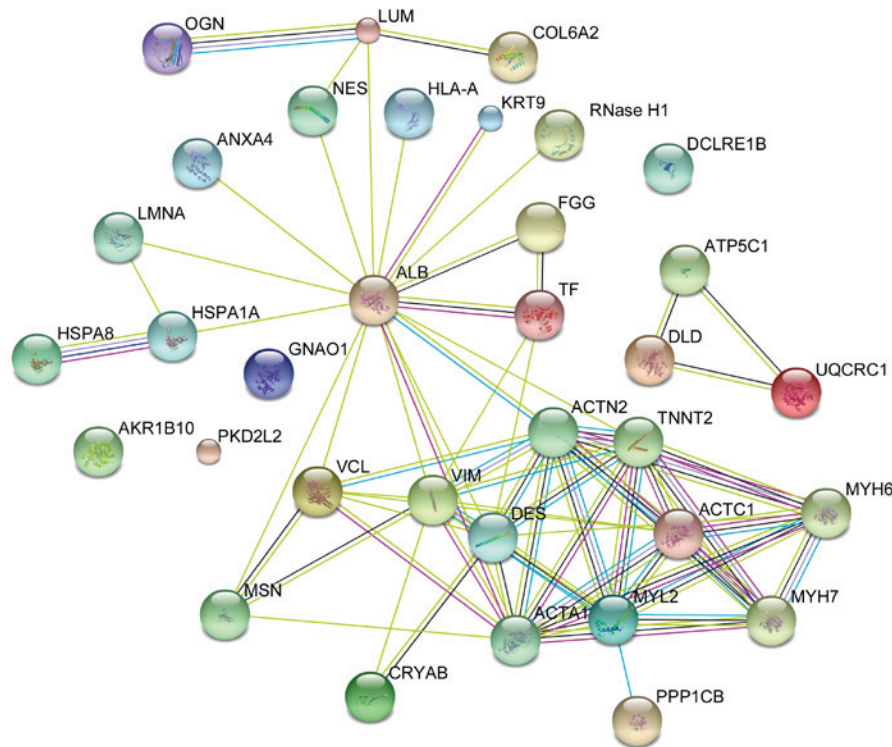 OGN
LUM
COL6A2
NES
HLA-A
KRT9
RNase H1
ANXA4
DCLRE1B
LMNA
FGG
ATP5C1
ALB
TF
HSPA1A
HSPA8
DLD
GNAO1
UQCRC1
AKR1B10
PKD2L2
ACTN2
TNNT2
VCL
VIM
MYH6
DES
ACTC1
MSN
ACTA1
MYL2
MYH7
CRYAB
PPP1CB